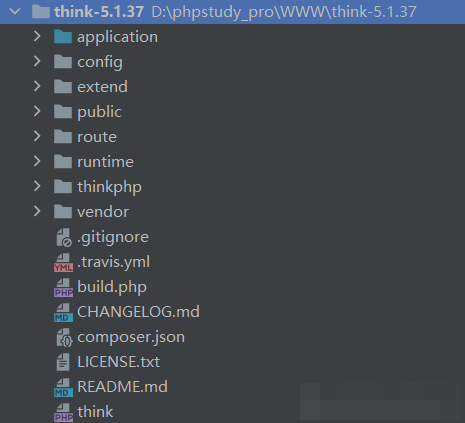 think-5.1.37 D:\phpstudy_pro\WWW\think-5.1.37
application
config
extend
public
route
runtime
thinkphp
vendor
.gitignore
YML .travis.yml
PHP build.php
MD CHANGELOG.md
composer.json
LICENSE.txt
MD README.md
PHP think